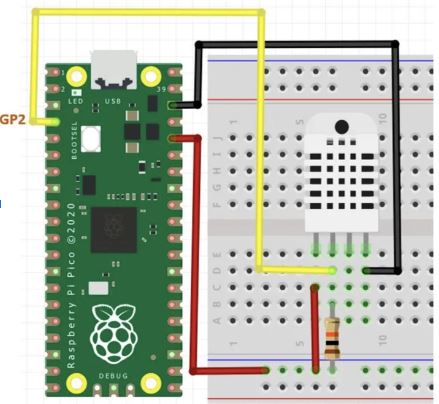 GP2
1
2
39
LED
USB
BOOTSEL
Raspberry Pi Pico ©2020
DEBUG
1
5
10
J
I
H
G
F
E
D
C
B
A
1
5
10